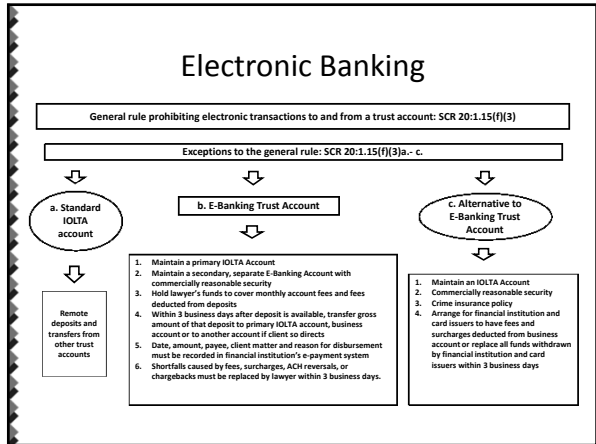 Electronic Banking
General rule prohibiting electronic transactions to and from a trust account: SCR 20:1.15(f)(3)
Exceptions to the general rule: SCR 20:1.15(f)(3)a.- c.
a. Standard
IOLTA
account
b. E-Banking Trust Account
c. Alternative to
E-Banking Trust
Account
Remote
deposits and
transfers from
other trust
accounts
1. Maintain a primary IOLTA Account
2. Maintain a secondary, separate E-Banking Account with
commercially reasonable security
3. Hold lawyer's funds to cover monthly account fees and fees
deducted from deposits
4. Within 3 business days after deposit is available, transfer gross
amount of that deposit to primary IOLTA account, business
account or to another account if client so directs
5. Date, amount, payee, client matter and reason for disbursement
must be recorded in financial institution's e-payment system
6. Shortfalls caused by fees, surcharges, ACH reversals, or
chargebacks must be replaced by lawyer within 3 business days.
1. Maintain an IOLTA Account
2. Commercially reasonable security
3. Crime insurance policy
4. Arrange for financial institution and
card issuers to have fees and
surcharges deducted from business
account or replace all funds withdrawn
by financial institution and card
issuers within 3 business days